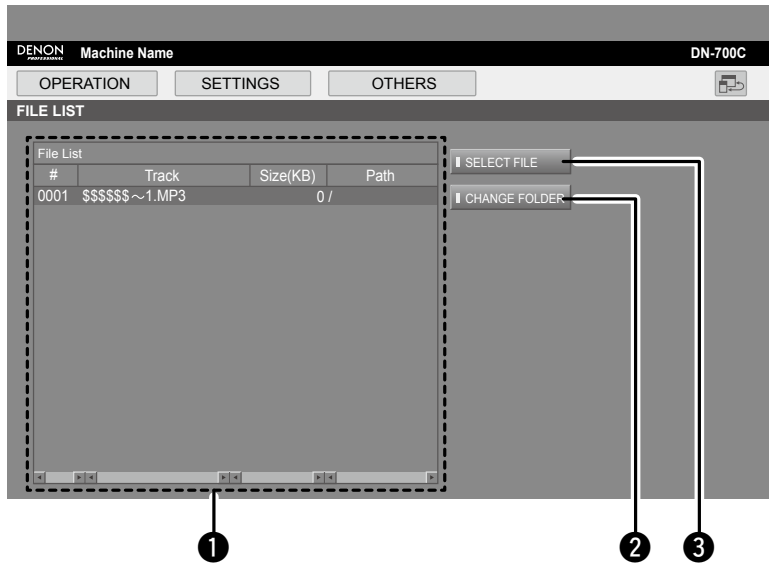 DENON PROFESSIONAL Machine Name DN-700C
OPERATION SETTINGS OTHERS
FILE LIST
File List
# Track Size(KB) Path
0001 $$$$$$～1.MP3 0 /
SELECT FILE
CHANGE FOLDER
1 2 3